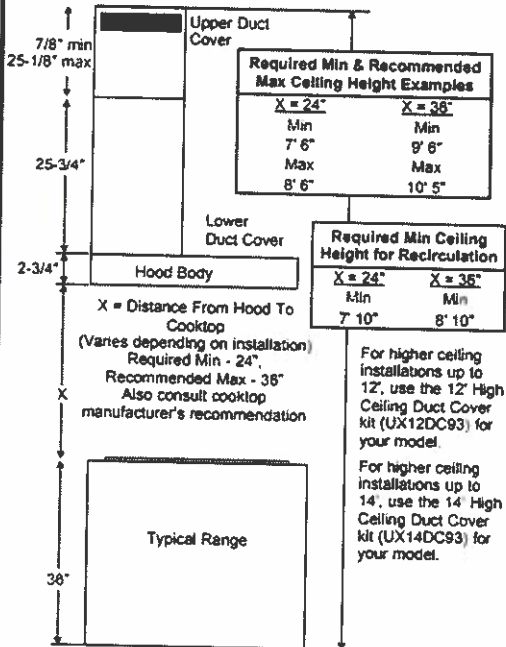 Upper Duct
Cover
7/8" min
25-1/8" max
Required Min & Recommended
Max Ceiling Height Examples
X = 24" X = 36"
Min Min
7' 6" 9' 6"
Max Max
8' 6" 10' 5"
25-3/4"
Lower
Duct Cover
2-3/4"
Hood Body
Required Min Ceiling
Height for Recirculation
X = 24" X = 36"
Min Min
7' 10" 8' 10"
X = Distance From Hood To
Cooktop
(Varies depending on installation)
Required Min - 24",
Recommended Max - 36"
Also consult cooktop
manufacturer's recommendation
X
For higher ceiling
installations up to
12', use the 12' High
Ceiling Duct Cover
kit (UX12DC93) for
your model.
For higher ceiling
installations up to
14', use the 14' High
Ceiling Duct Cover
kit (UX14DC93) for
your model.
Typical Range
36"